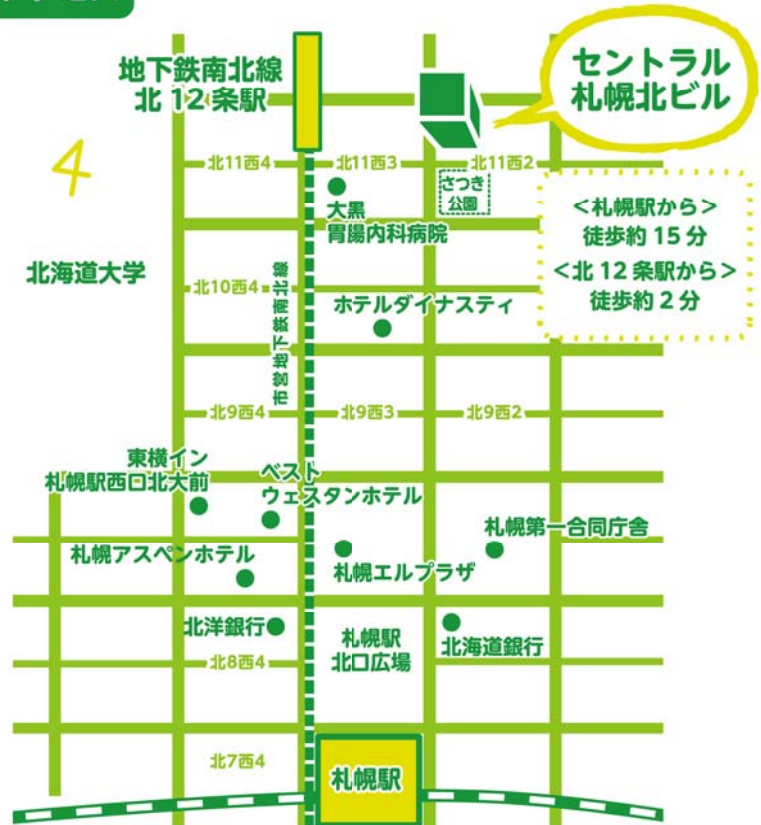 地下鉄南北線
北12条駅
セントラル
札幌北ビル
4
北11西4
北11西3
北11西2
さつき
公園
大黒
胃腸内科病院
<札幌駅から>
徒歩約15分
<北12条駅から>
徒歩約2分
北海道大学
北10西4
市営地下鉄南北線
ホテルダイナスティ
北9西4
北9西3
北9西2
東横イン
札幌駅西口北大前
ベスト
ウェスタンホテル
札幌アスペンホテル
札幌エルプラザ
札幌第一合同庁舎
北洋銀行
札幌駅
北口広場
北海道銀行
北8西4
北7西4
札幌駅